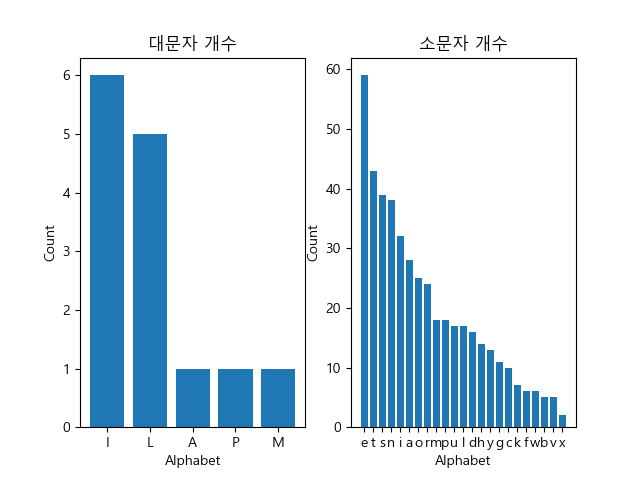 대문자 개수
6
5
4
3
2
1
0
Count
I L A P M
Alphabet
소문자 개수
60
50
40
30
20
10
0
Count
e t s n i a o r m p u l d h y g c k f w b v x
Alphabet